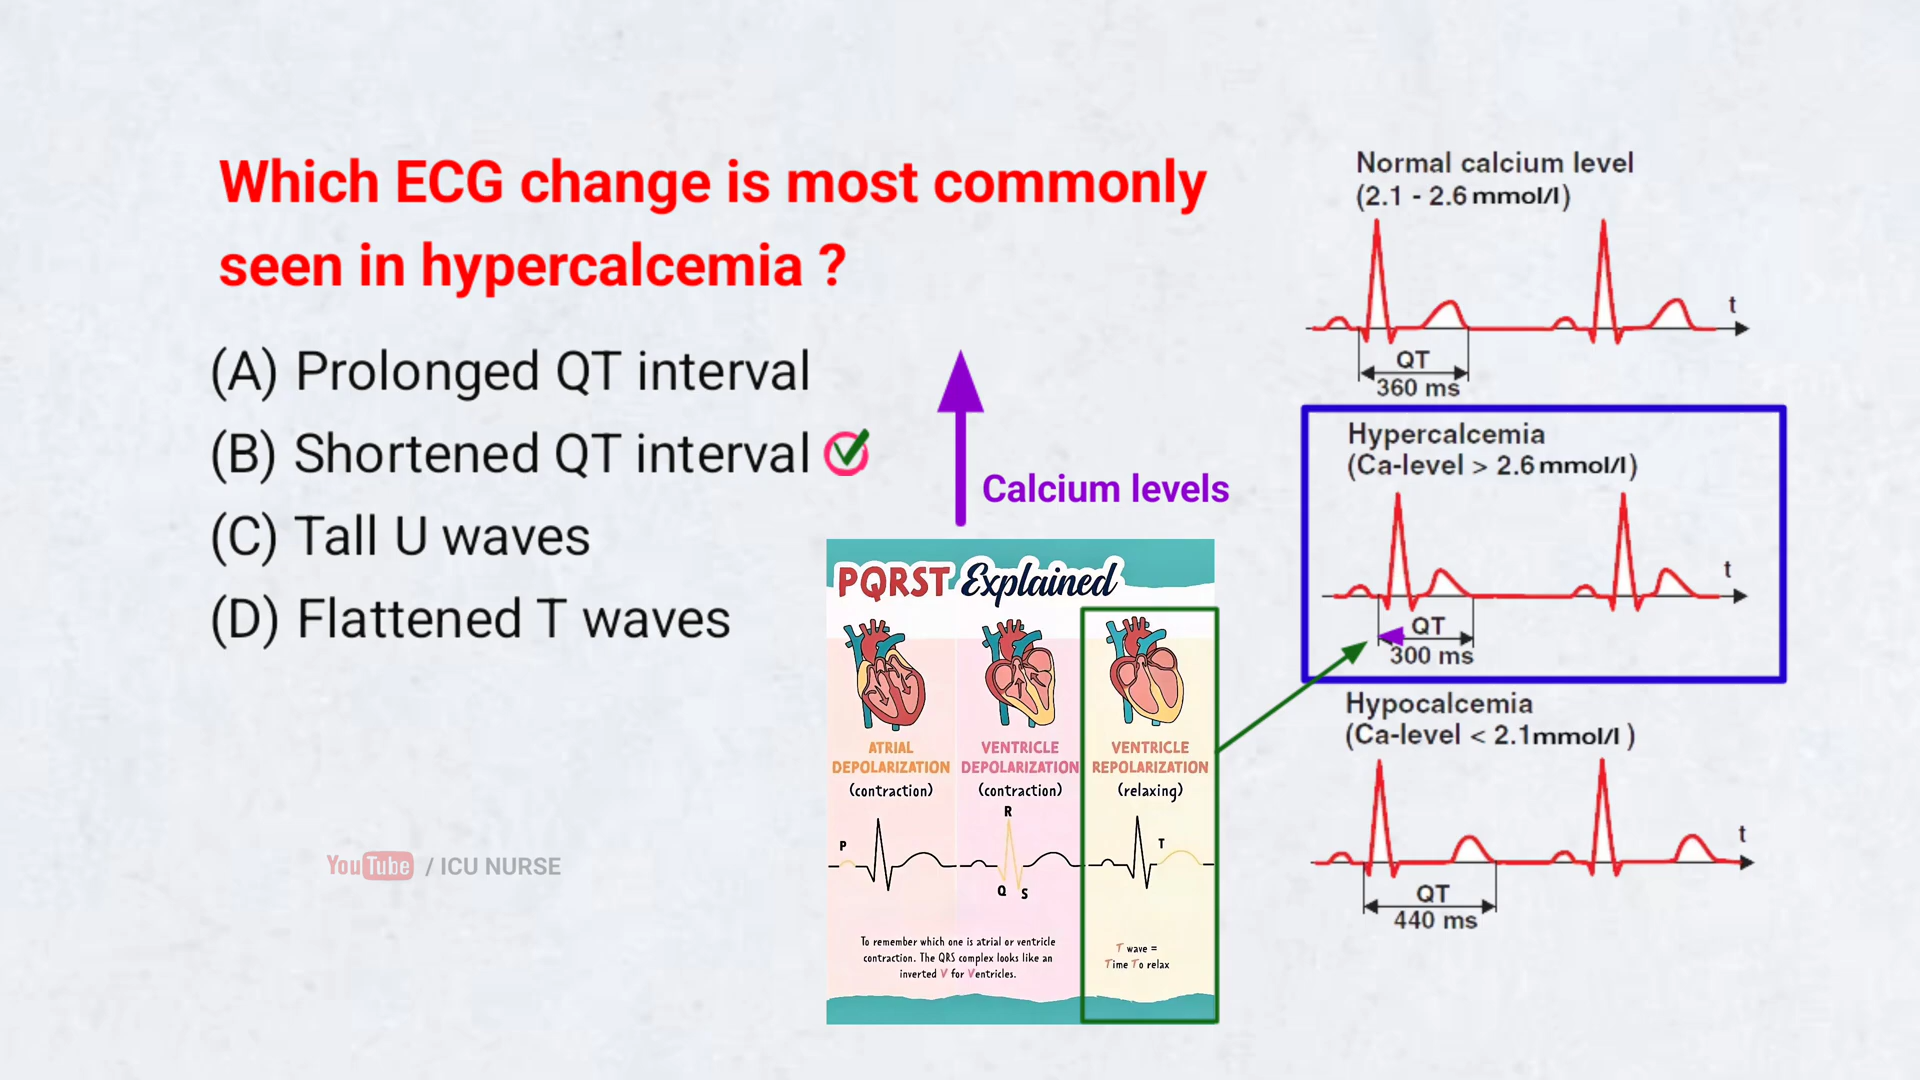 Which ECG change is most commonly
seen in hypercalcemia ?
(A) Prolonged QT interval
(B) Shortened QT interval
(C) Tall U waves
(D) Flattened T waves
YouTube / ICU NURSE
Calcium levels
PQRST Explained
ATRIAL
DEPOLARIZATION
(contraction)
P
VENTRICLE
DEPOLARIZATION
(contraction)
R
Q
S
VENTRICLE
REPOLARIZATION
(relaxing)
T
To remember which one is atrial or ventricle
contraction. The QRS complex looks like an
inverted V for Ventricles.
T wave =
Time To relax
Normal calcium level
(2.1 - 2.6 mmol/l)
t
QT
360 ms
Hypercalcemia
(Ca-level > 2.6 mmol/l)
t
QT
300 ms
Hypocalcemia
(Ca-level < 2.1mmol/l )
t
QT
440 ms